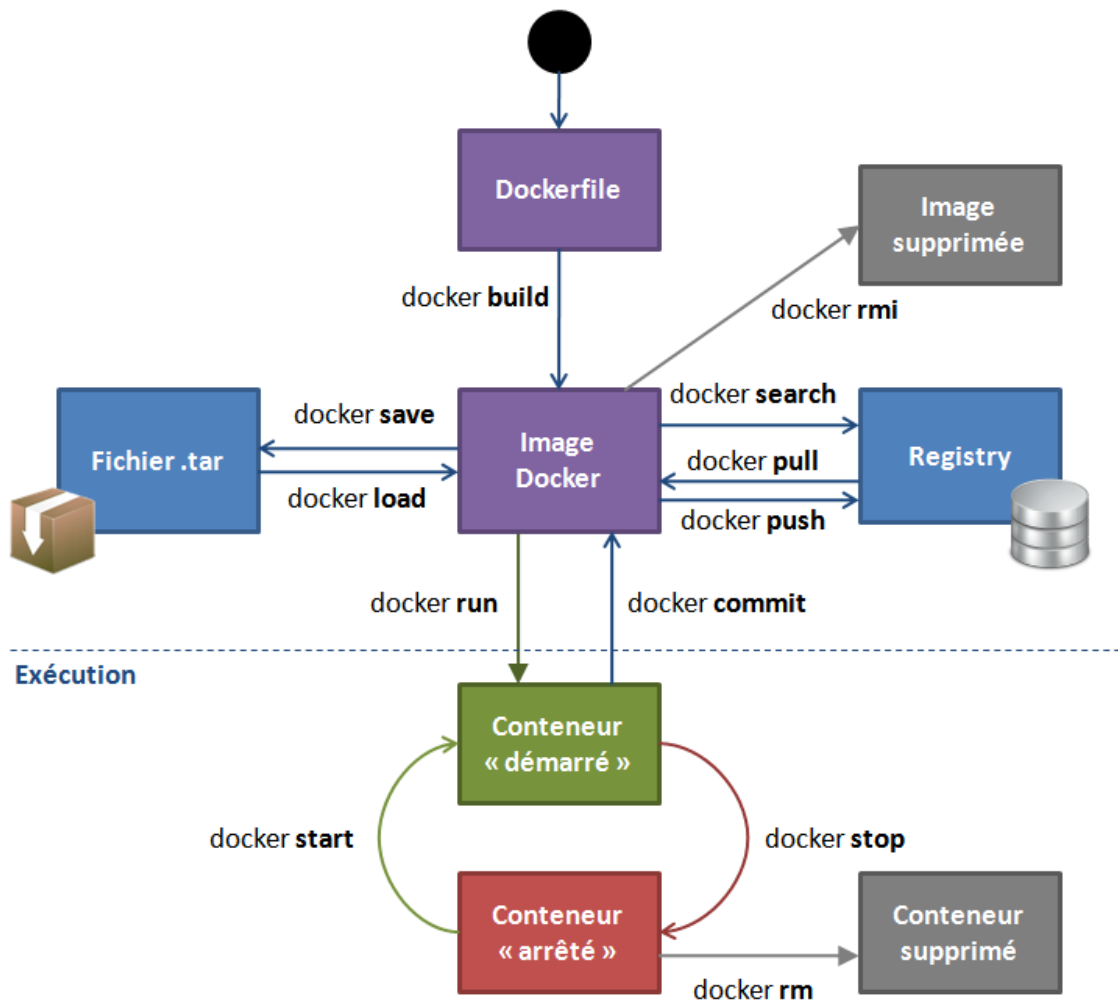 Dockerfile
Image
supprimée
docker build
docker rmi
docker save
docker search
Fichier .tar
Image
Docker
docker pull
Registry
docker load
docker push
docker run
docker commit
Exécution
Conteneur
« démarré »
docker start
docker stop
Conteneur
« arrêté »
Conteneur
supprimé
docker rm